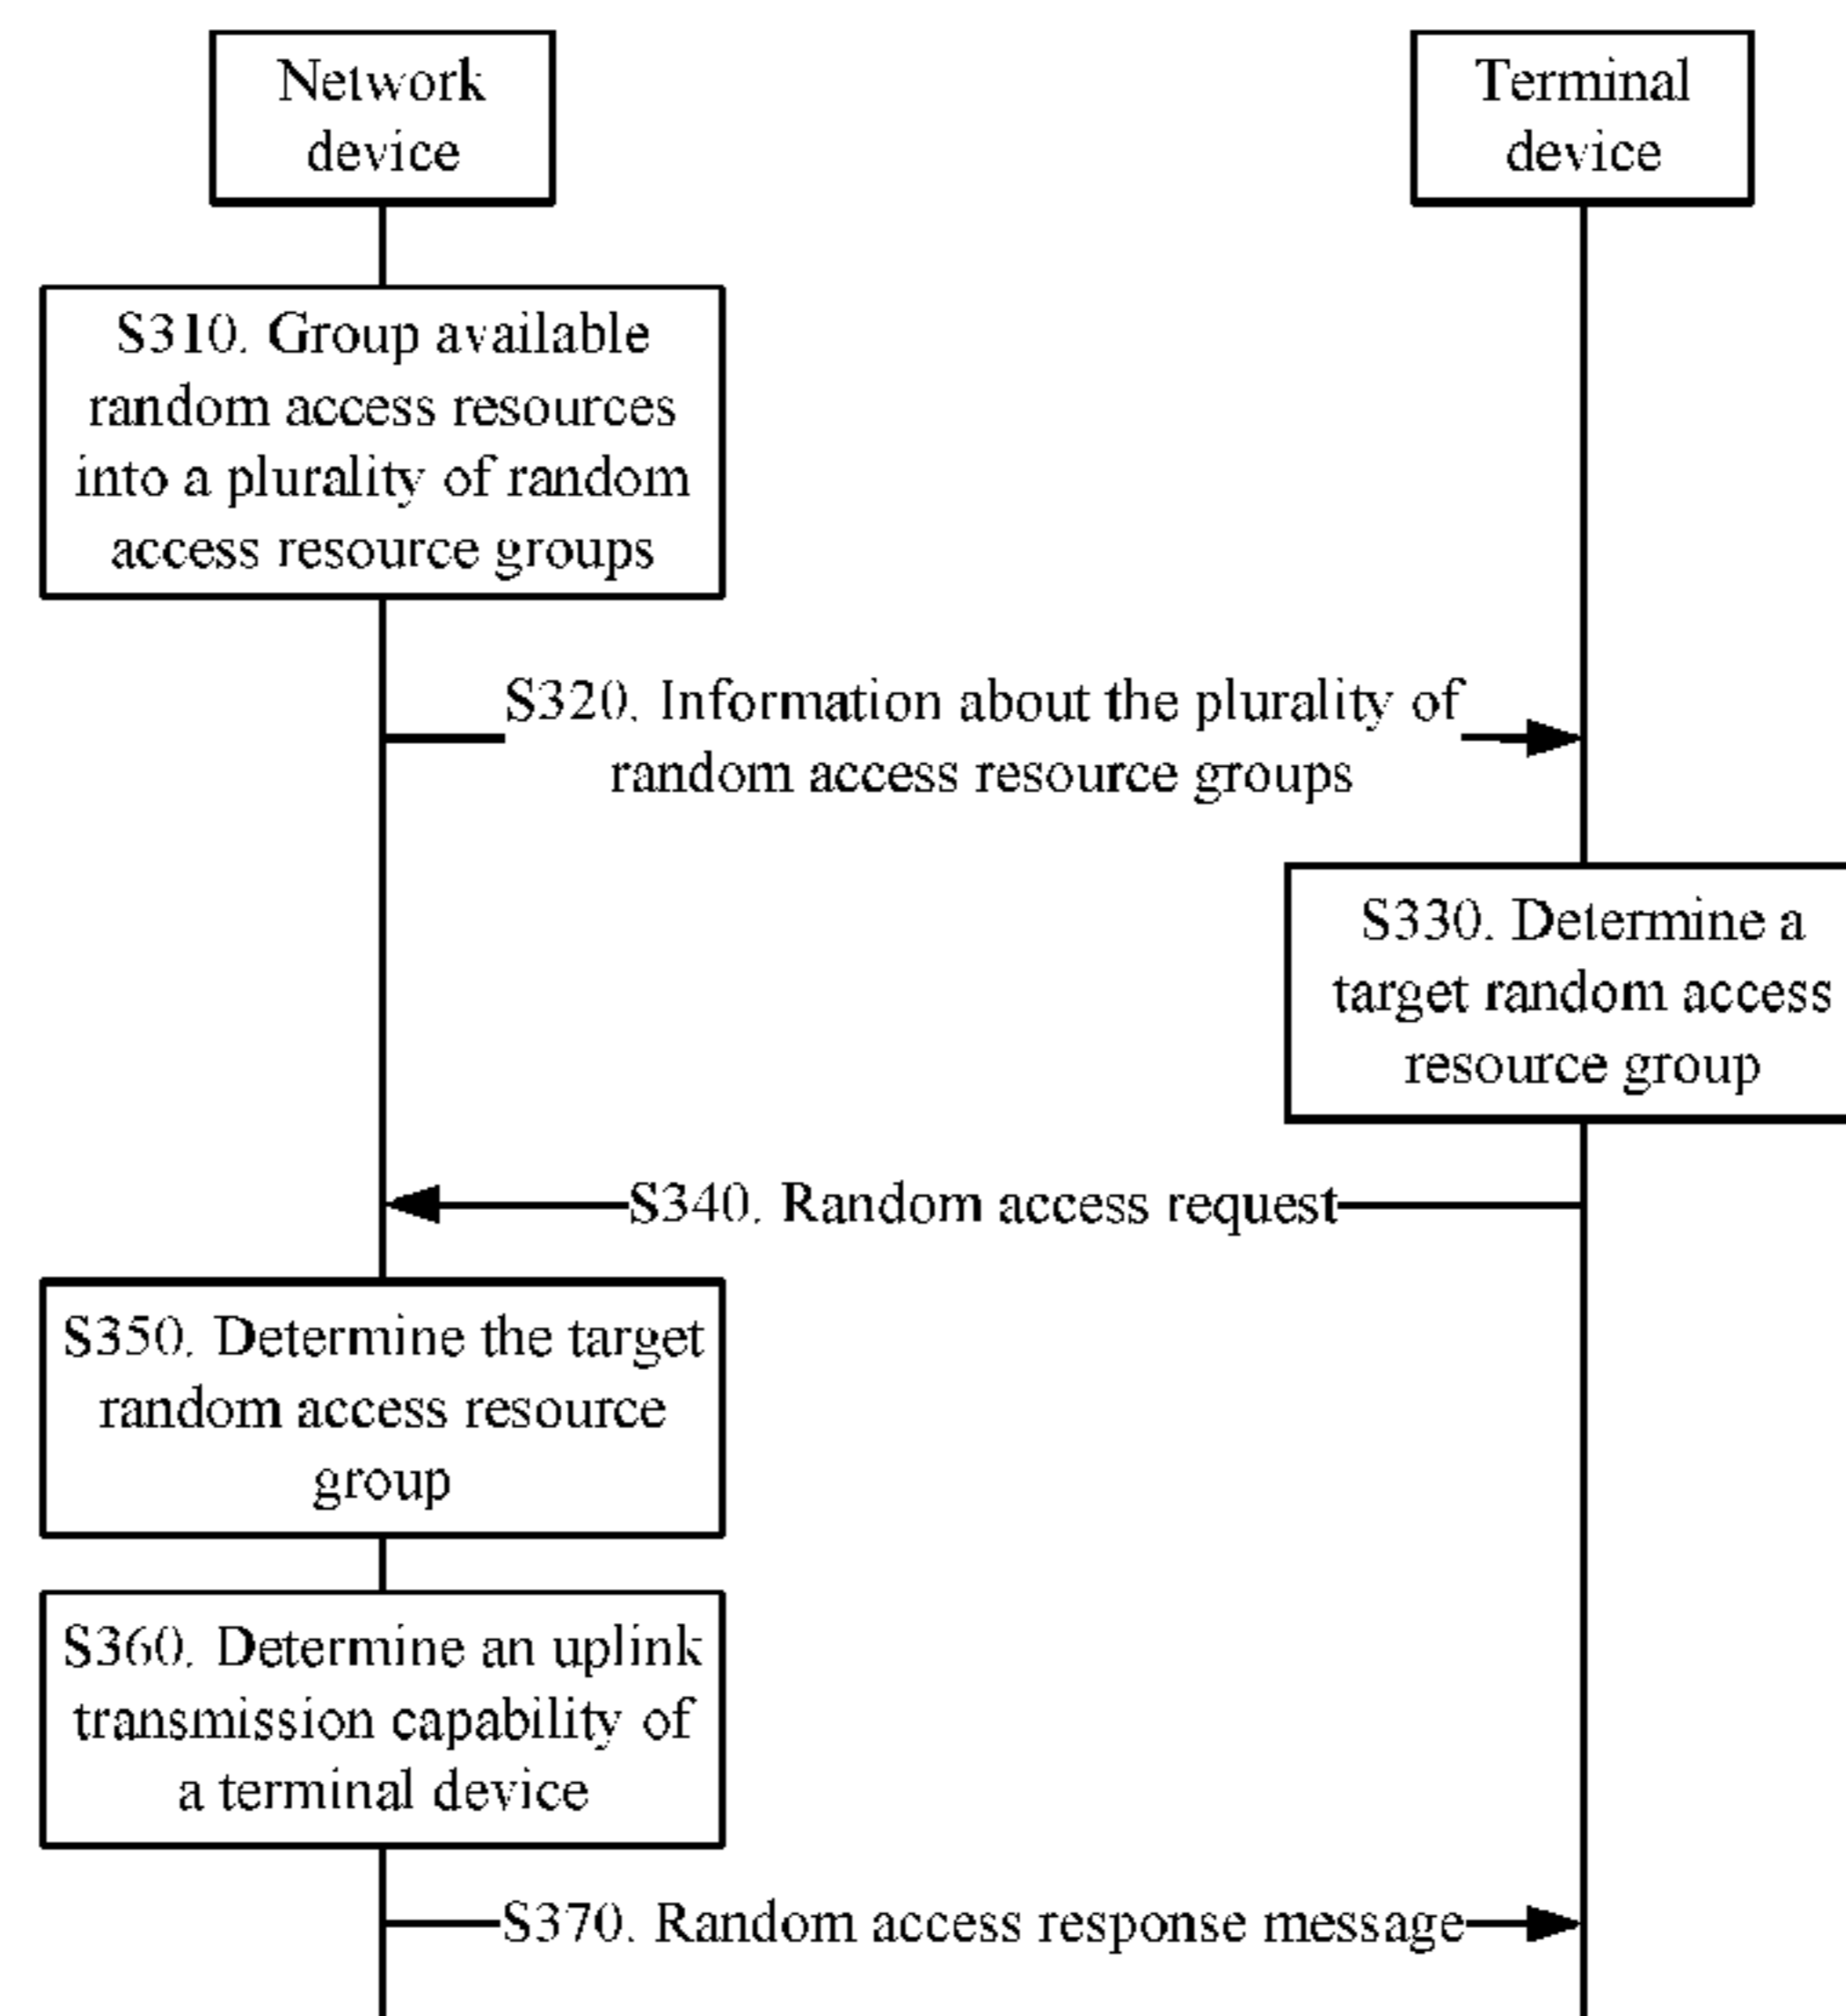 Network
device
Terminal
device
S310. Group available
random access resources
into a plurality of random
access resource groups
S320. Information about the plurality of
random access resource groups
S330. Determine a
target random access
resource group
S340. Random access request
S350. Determine the target
random access resource
group
S360. Determine an uplink
transmission capability of
a terminal device
S370. Random access response message